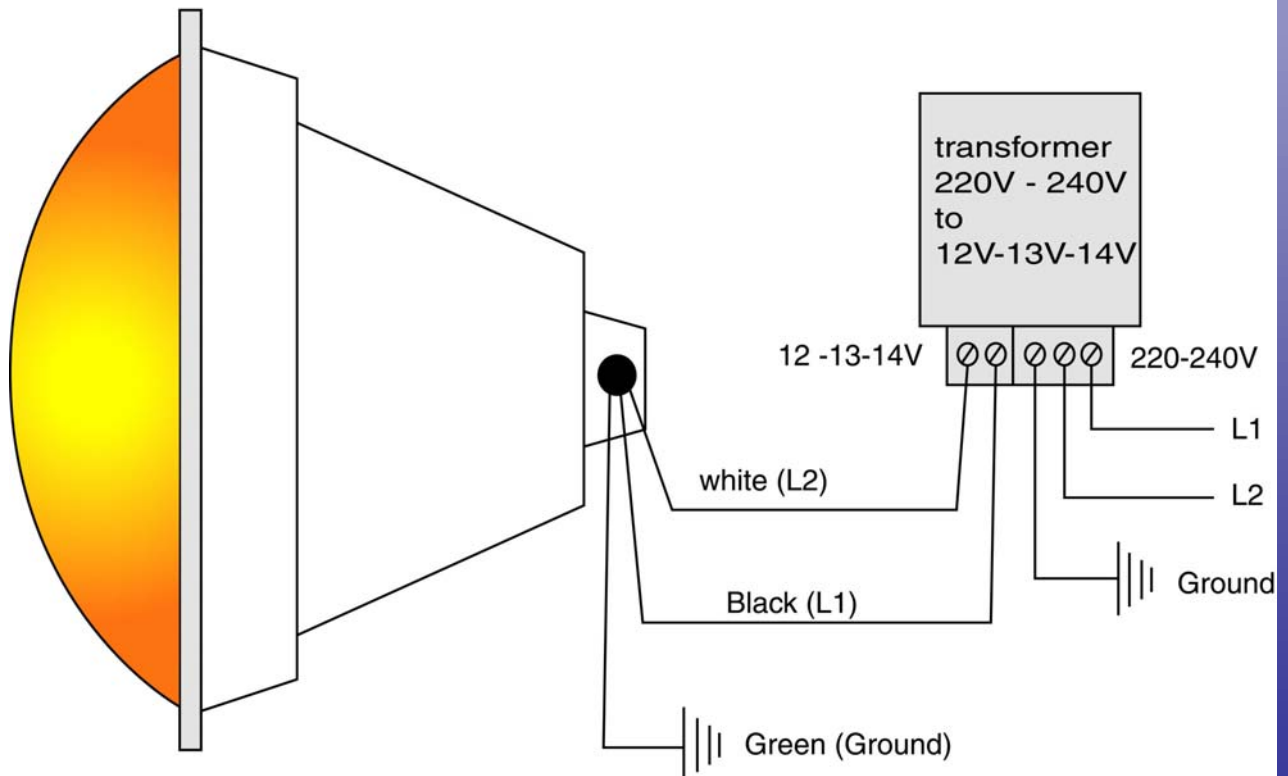 transformer
220V - 240V
to
12V-13V-14V
12 -13-14V
220-240V
L1
white (L2)
L2
Ground
Black (L1)
Green (Ground)